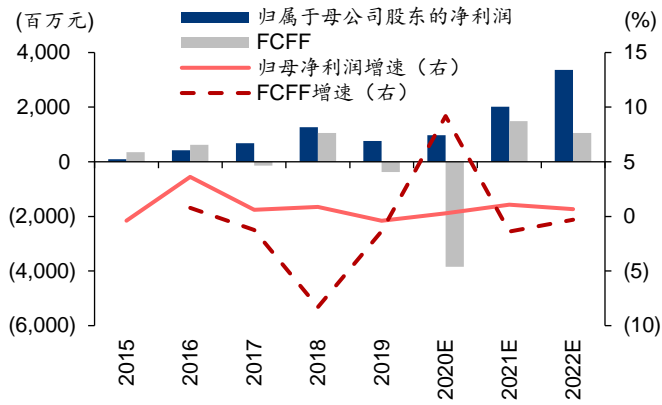 (百万元)
(%)
归属于母公司股东的净利润
FCFF
归母净利润增速（右）
FCFF增速（右）
4,000
2,000
0
(2,000)
(4,000)
(6,000)
15
10
5
0
(5)
(10)
2015
2016
2017
2018
2019
2020E
2021E
2022E